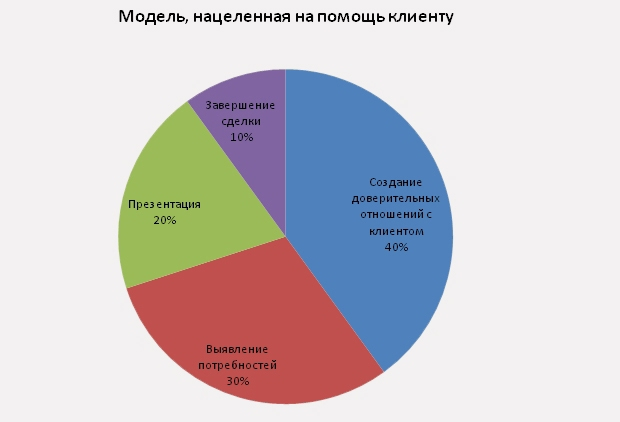 Модель, нацеленная на помощь клиенту
Завершение
сделки
10%
Создание
доверительных
отношений с
клиентом
40%
Презентация
20%
Выявление
потребностей
30%